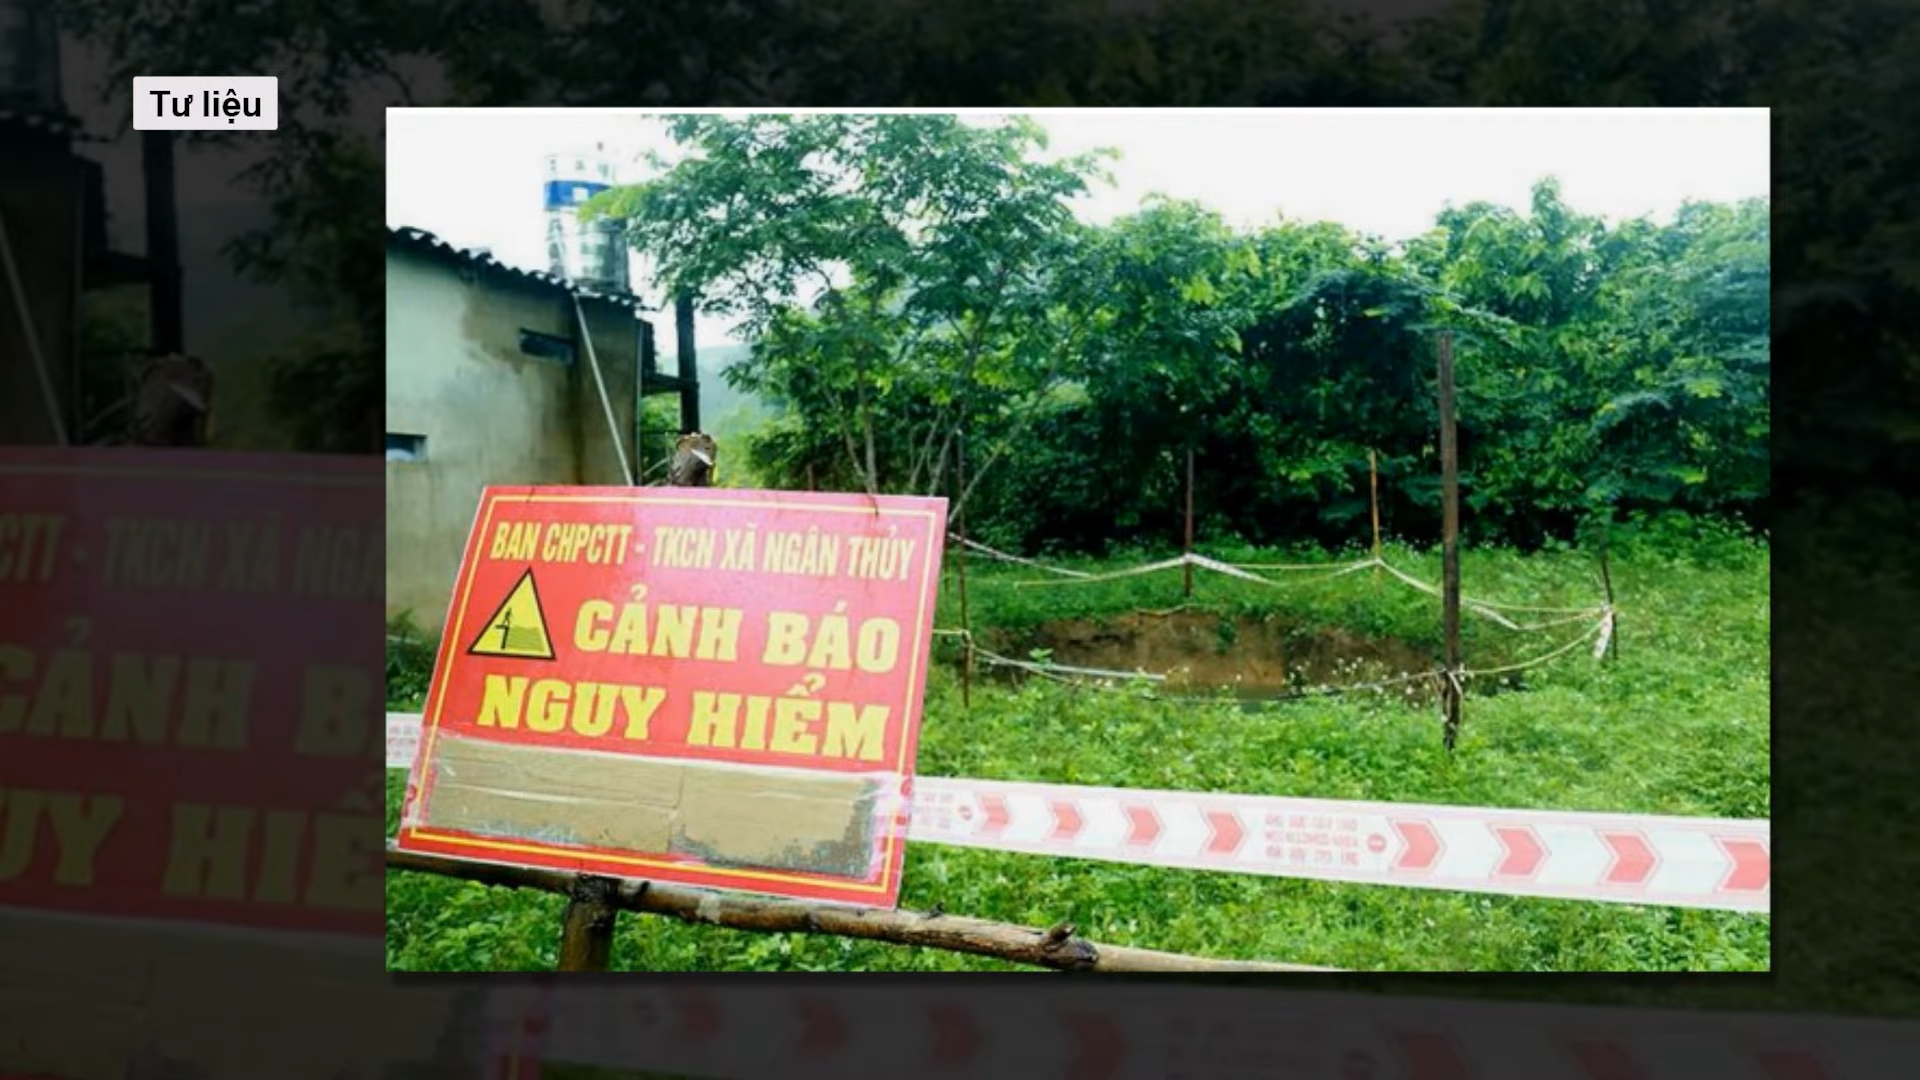 Tư liệu
BAN CHPCTT - TKCN XÃ NGÂN THỦY
CẢNH BÁO
NGUY HIỂM